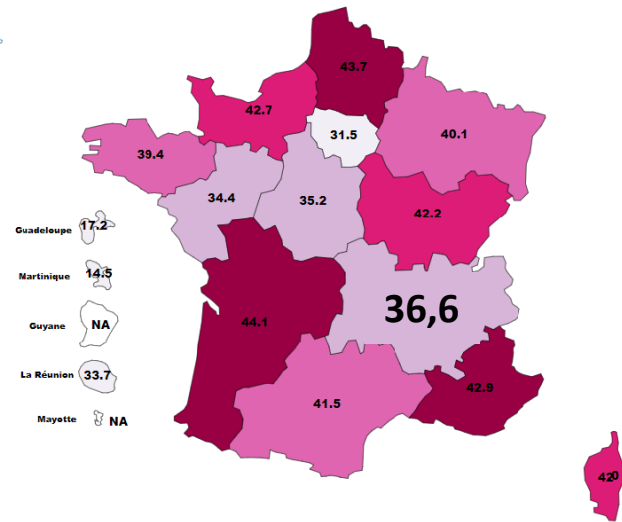 43.7
42.7
31.5
40.1
39.4
34.4
35.2
42.2
Guadeloupe 17.2
Martinique 14.5
Guyane NA
36,6
44.1
La Réunion 33.7
42.9
41.5
Mayotte NA
42.0